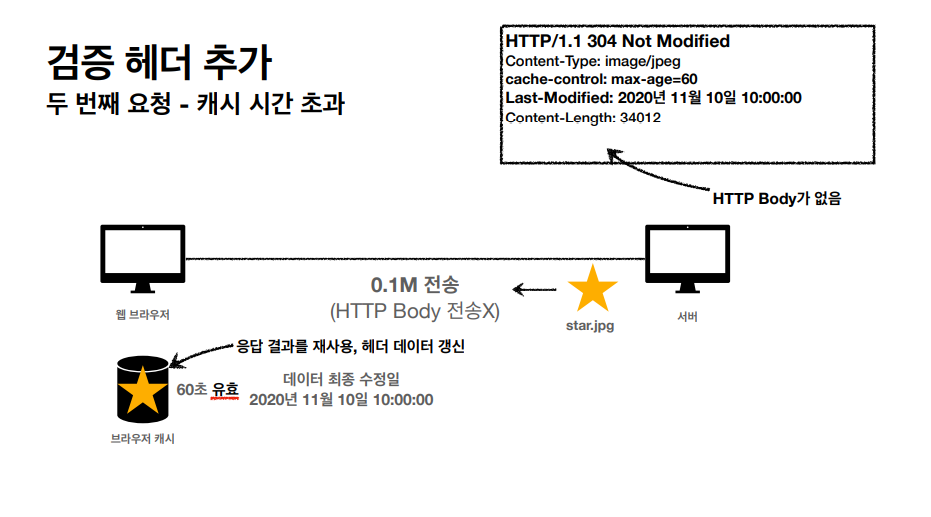 검증 헤더 추가
두 번째 요청 - 캐시 시간 초과
HTTP/1.1 304 Not Modified
Content-Type: image/jpeg
cache-control: max-age=60
Last-Modified: 2020년 11월 10일 10:00:00
Content-Length: 34012
HTTP Body가 없음
0.1M 전송
(HTTP Body 전송X)
star.jpg
웹 브라우저
서버
응답 결과를 재사용, 헤더 데이터 갱신
60초 유효
데이터 최종 수정일
2020년 11월 10일 10:00:00
브라우저 캐시